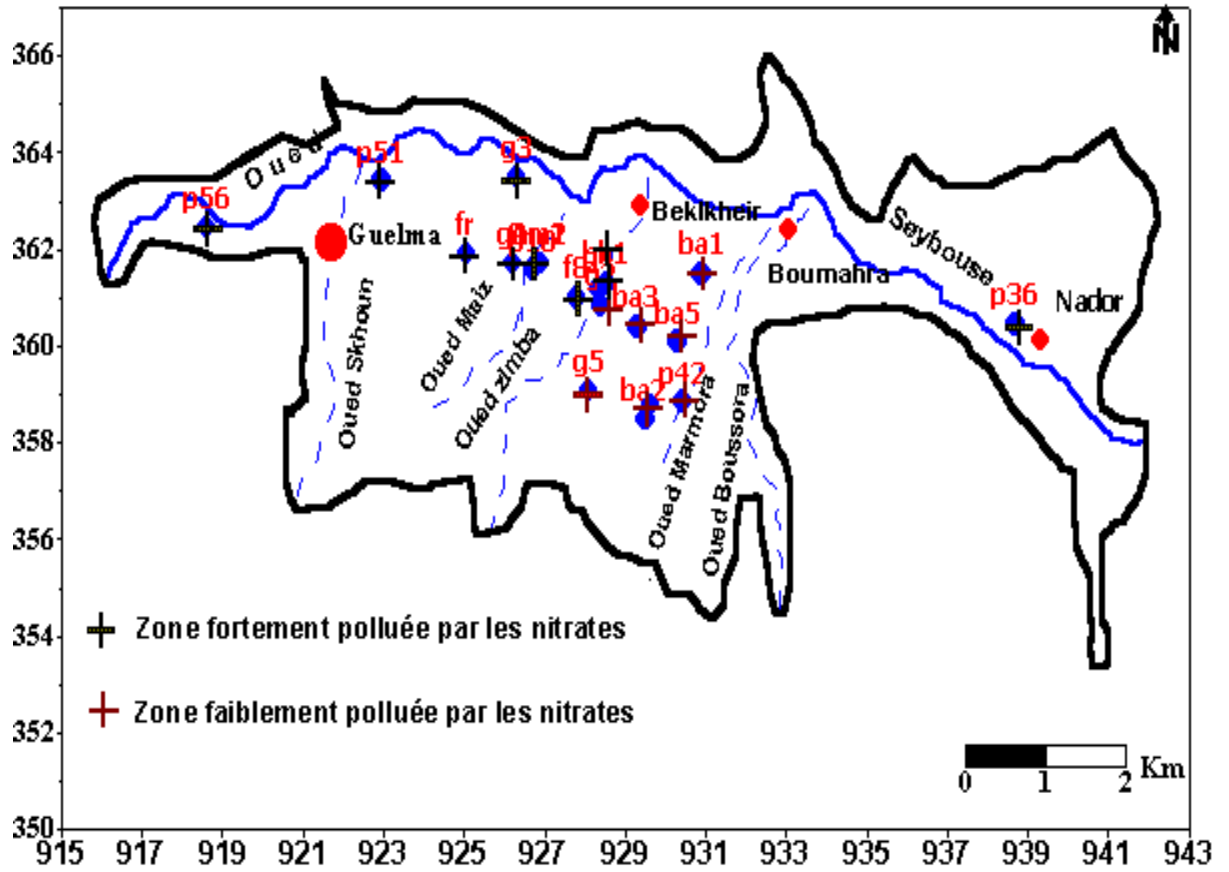 N
366
364
362
360
358
356
354
352
350
915
917
919
921
923
925
927
929
931
933
935
937
939
941
943
Oued
Seybouse
p56
p51
g3
fr
f8
ba1
ba3
ba5
g5
ba2
p42
p36
Guelma
Beklkheir
Boumahra
Nador
Oued Skhoun
Oued Maiz
Oued zimba
Oued Marmora
Oued Boussora
Zone fortement polluée par les nitrates
Zone faiblement polluée par les nitrates
0 1 2 Km